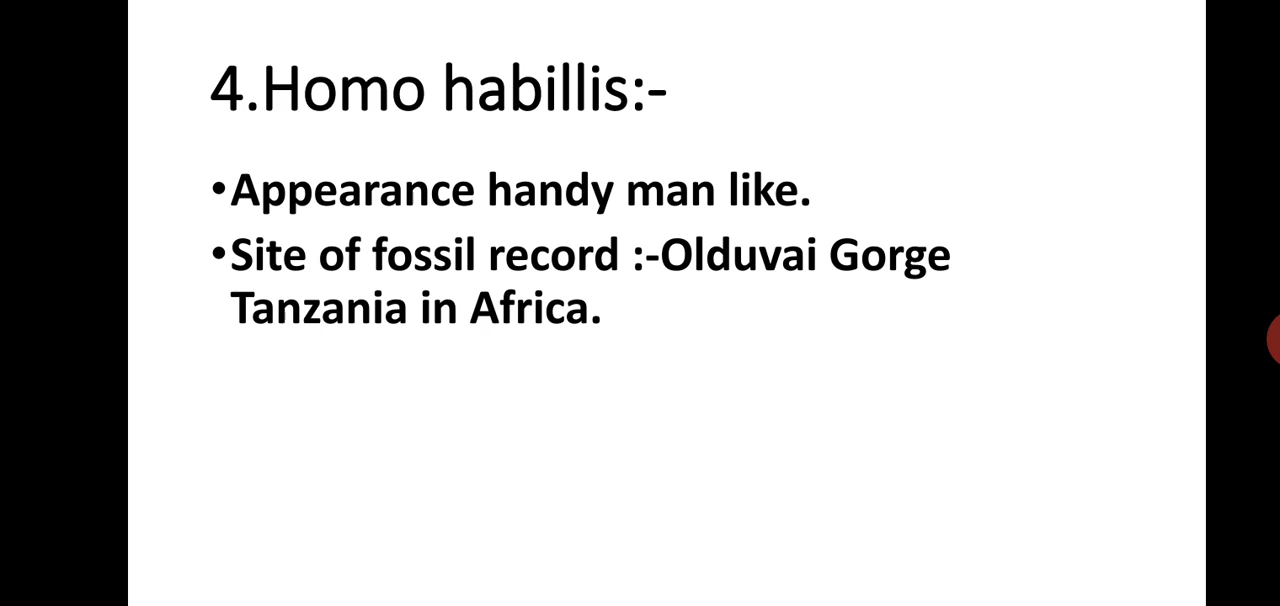 4.Homo habillis:-
•Appearance handy man like.
•Site of fossil record :-Olduvai Gorge
Tanzania in Africa.